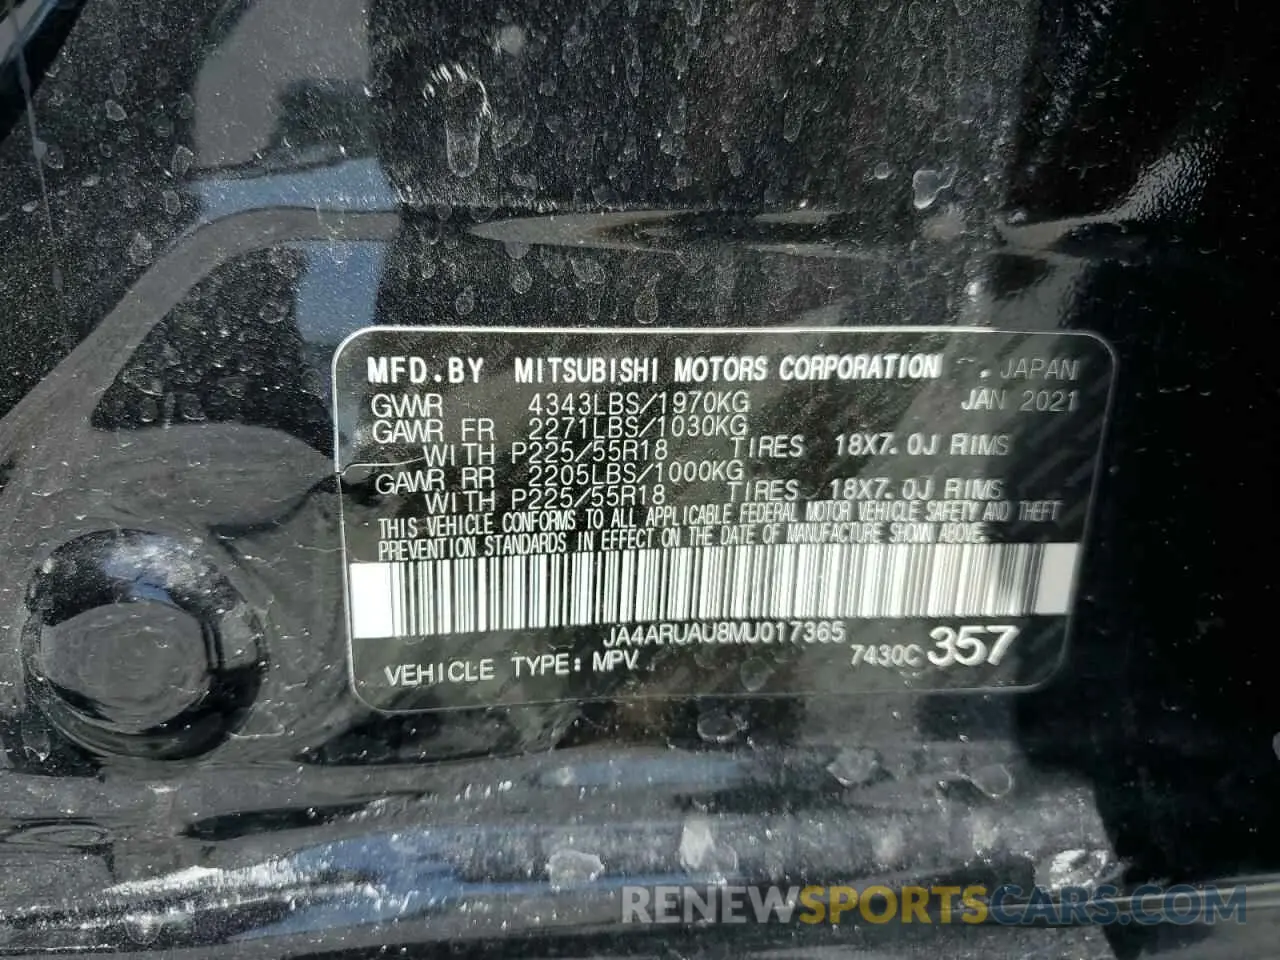 MFD.BY MITSUBISHI MOTORS CORPORATION . JAPAN
GVWR 4343LBS/1970KG JAN 2021
GAWR FR 2271LBS/1030KG
WITH P225/55R18 TIRES 18X7.0J RIMS
GAWR RR 2205LBS/1000KG
WITH P225/55R18 TIRES 18X7.0J RIMS
THIS VEHICLE CONFORMS TO ALL APPLICABLE FEDERAL MOTOR VEHICLE SAFETY AND THEFT
PREVENTION STANDARDS IN EFFECT ON THE DATE OF MANUFACTURE SHOWN ABOVE.
JA4ARUAU8MU017365
VEHICLE TYPE: MPV 7430C 357
RENEWSPORTSCARS.COM